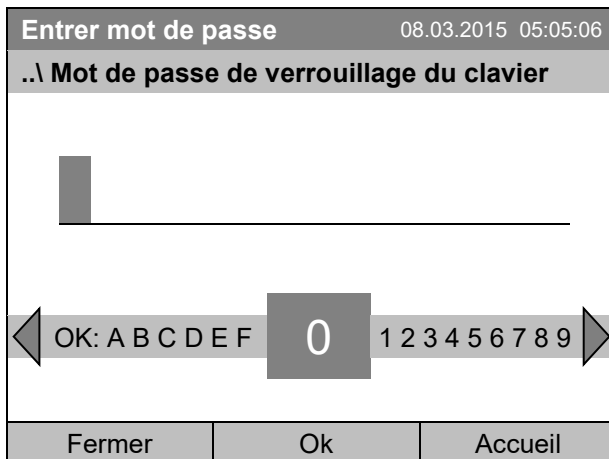 Entrer mot de passe 08.03.2015 05:05:06
..\ Mot de passe de verrouillage du clavier
OK: A B C D E F 0 1 2 3 4 5 6 7 8 9
Fermer Ok Accueil